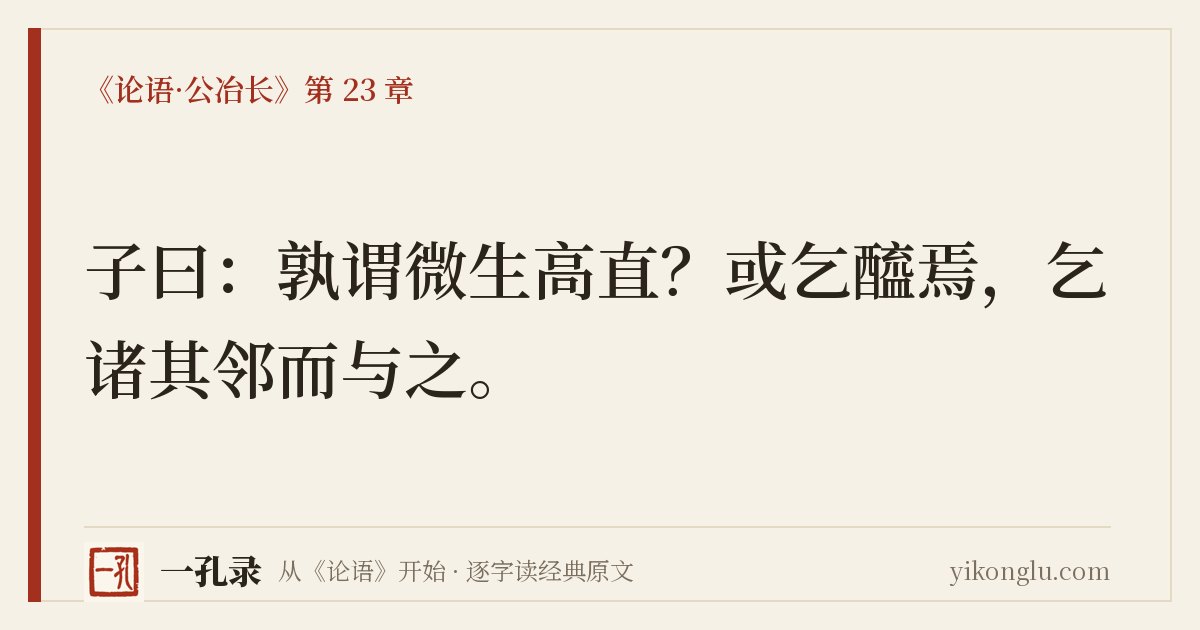 《论语·公冶长》第 23 章
子曰：孰谓微生高直？或乞醯焉，乞
诸其邻而与之。
一孔
一孔录 从《论语》开始 · 逐字读经典原文 yikonglu.com